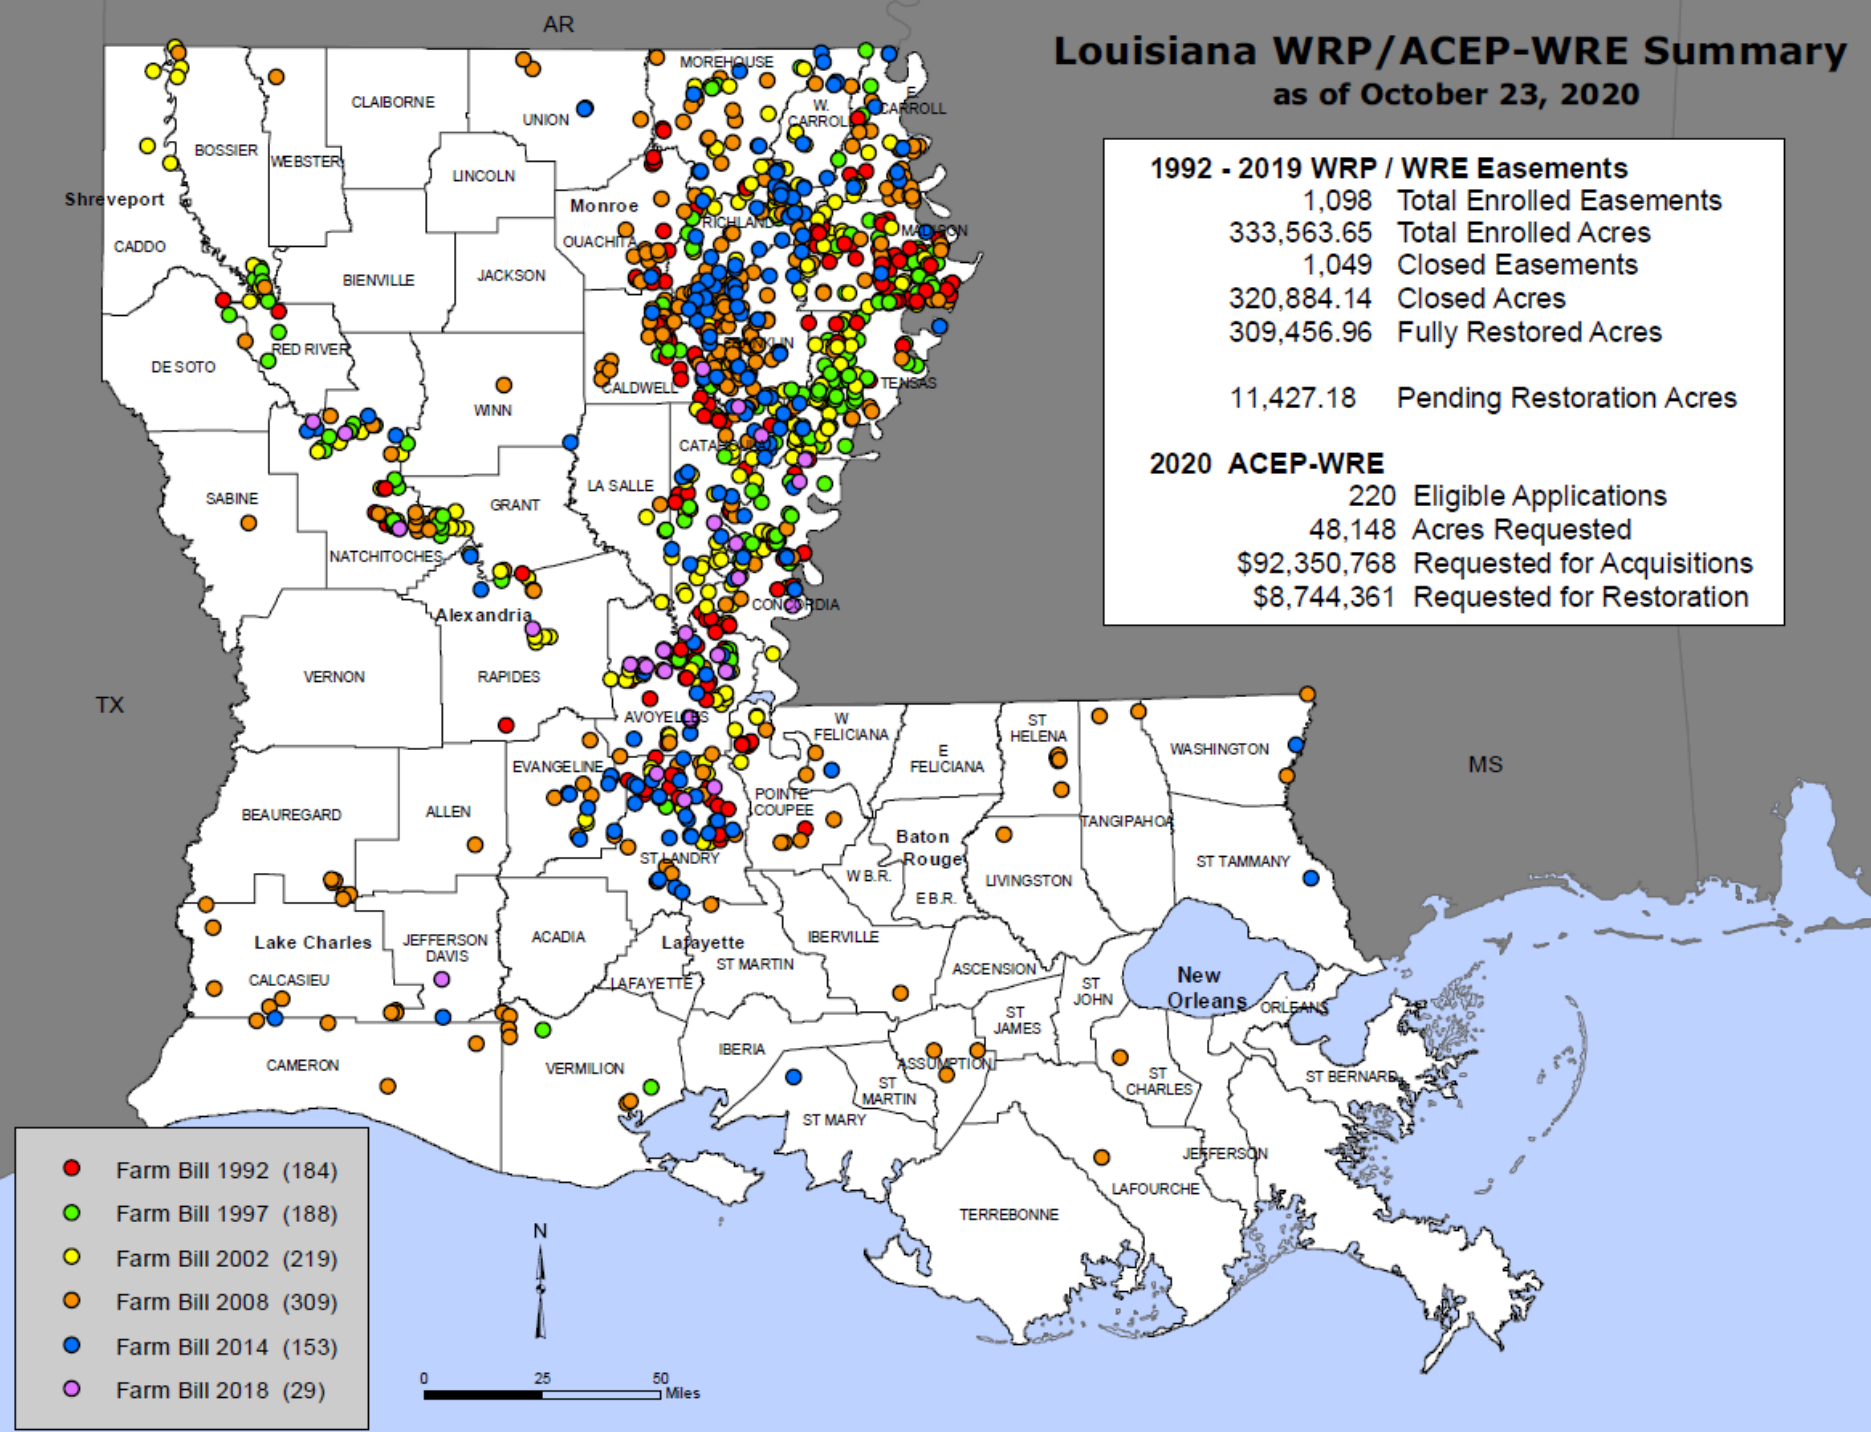 Louisiana WRP/ACEP-WRE Summary
as of October 23, 2020
1992 - 2019 WRP / WRE Easements
1,098 Total Enrolled Easements
333,563.65 Total Enrolled Acres
1,049 Closed Easements
320,884.14 Closed Acres
309,456.96 Fully Restored Acres
11,427.18 Pending Restoration Acres
2020 ACEP-WRE
220 Eligible Applications
48,148 Acres Requested
$92,350,768 Requested for Acquisitions
$8,744,361 Requested for Restoration
AR
MOREHOUSE
CLAIBORNE
UNION
W.
CARROLL
E.
CARROLL
BOSSIER
WEBSTER
LINCOLN
Shreveport
Monroe
RICHLAND
MADISON
CADDO
OUACHITA
BIENVILLE
JACKSON
FRANKLIN
RED RIVER
DE SOTO
CALDWELL
TENSAS
WINN
CATAHOULA
SABINE
LA SALLE
GRANT
NATCHITOCHES
CONCORDIA
Alexandria
VERNON
RAPIDES
TX
AVOYELLES
W
FELICIANA
ST
HELENA
WASHINGTON
MS
EVANGELINE
E
FELICIANA
POINTE
COUPEE
BEAUREGARD
ALLEN
TANGIPAHOA
Baton
Rouge
ST LANDRY
ST TAMMANY
W B.R.
LIVINGSTON
E B.R.
Lake Charles
JEFFERSON
DAVIS
ACADIA
Lafayette
IBERVILLE
ST MARTIN
ASCENSION
CALCASIEU
LAFAYETTE
ST
JOHN
New
Orleans
ORLEANS
ST
JAMES
IBERIA
CAMERON
VERMILION
ASSUMPTION
ST
CHARLES
ST BERNARD
ST
MARTIN
ST MARY
JEFFERSON
LAFOURCHE
TERREBONNE
Farm Bill 1992 (184)
Farm Bill 1997 (188)
Farm Bill 2002 (219)
Farm Bill 2008 (309)
Farm Bill 2014 (153)
Farm Bill 2018 (29)
N
0 25 50
Miles